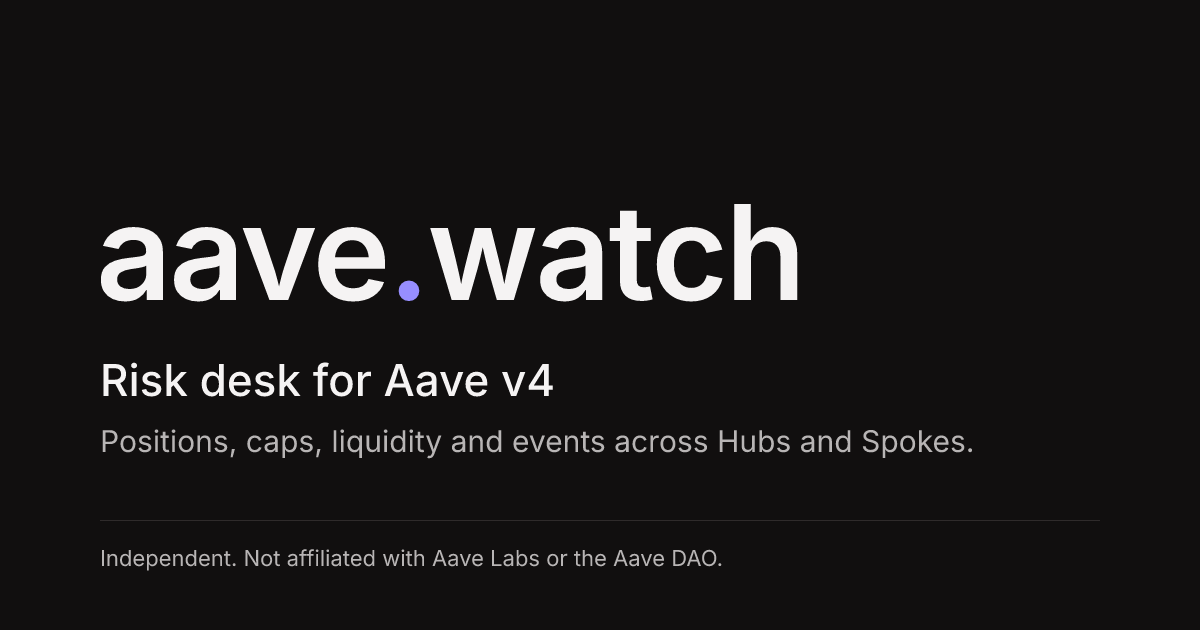 aave.watch
Risk desk for Aave v4
Positions, caps, liquidity and events across Hubs and Spokes.
Independent. Not affiliated with Aave Labs or the Aave DAO.